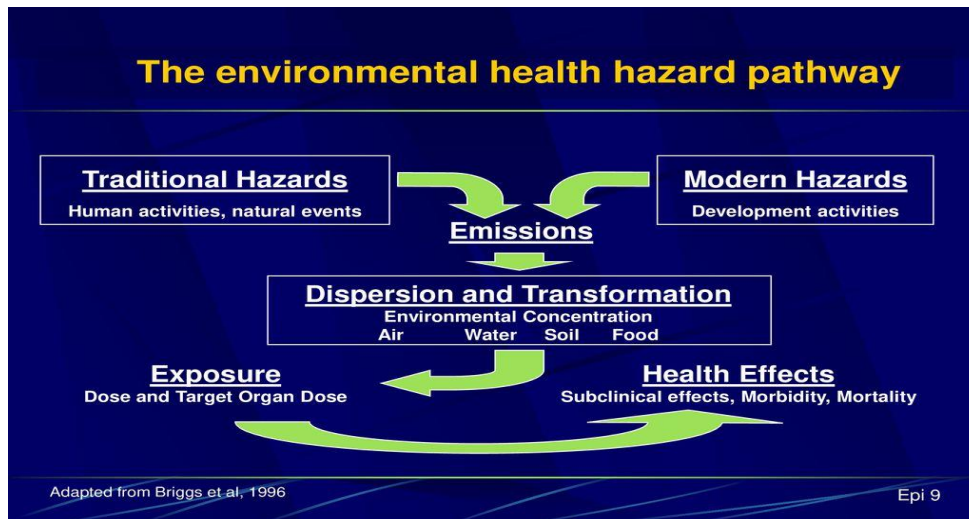 The environmental health hazard pathway
Traditional Hazards
Human activities, natural events
Modern Hazards
Development activities
Emissions
Dispersion and Transformation
Environmental Concentration
Air Water Soil Food
Exposure
Dose and Target Organ Dose
Health Effects
Subclinical effects, Morbidity, Mortality
Adapted from Briggs et al, 1996
Epi 9